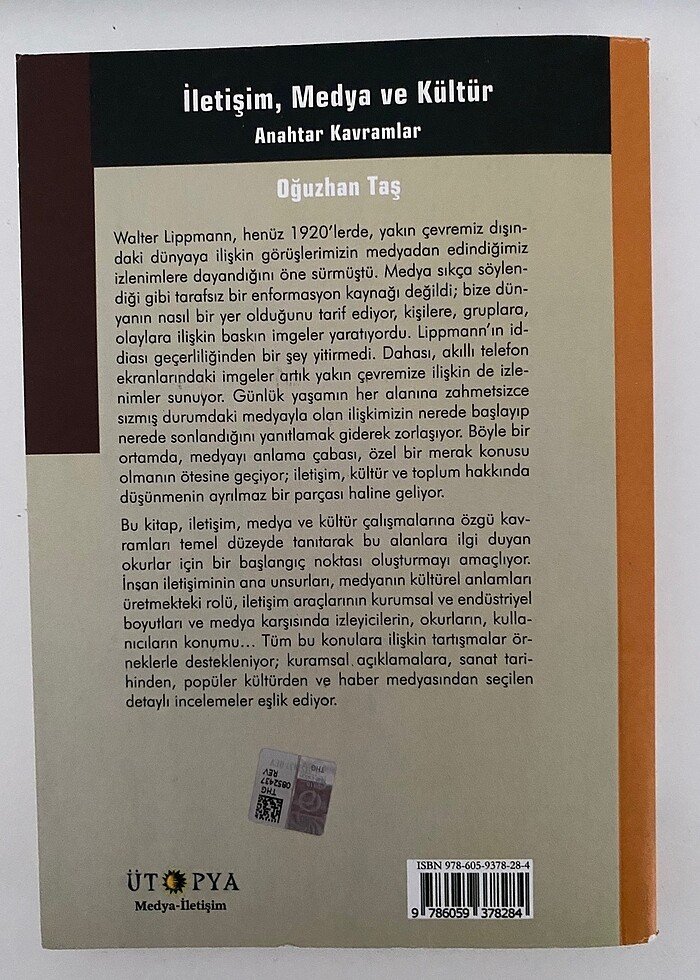 İletişim, Medya ve Kültür
Anahtar Kavramlar
Oğuzhan Taş
Walter Lippmann, henüz 1920'lerde, yakın çevremiz dışın-
daki dünyaya ilişkin görüşlerimizin medyadan edindiğimiz
izlenimlere dayandığını öne sürmüştü. Medya sıkça söylen-
diği gibi tarafsız bir enformasyon kaynağı değildi; bize dün-
yanın nasıl bir yer olduğunu tarif ediyor, kişilere, gruplara,
olaylara ilişkin baskın imgeler yaratıyordu. Lippmann'ın id-
diası geçerliliğinden bir şey yitirmedi. Dahası, akıllı telefon
ekranlarındaki imgeler artık yakın çevremize ilişkin de izle-
nimler sunuyor. Günlük yaşamın her alanına zahmetsizce
sızmış durumdaki medyayla olan ilişkimizin nerede başlayıp
nerede sonlandığını yanıtlamak giderek zorlaşıyor. Böyle bir
ortamda, medyayı anlama çabası, özel bir merak konusu
olmanın ötesine geçiyor; iletişim, kültür ve toplum hakkında
düşünmenin ayrılmaz bir parçası haline geliyor.
Bu kitap, iletişim, medya ve kültür çalışmalarına özgü kav-
ramları temel düzeyde tanıtarak bu alanlara ilgi duyan
okurlar için bir başlangıç noktası oluşturmayı amaçlıyor.
İnsan iletişiminin ana unsurları, medyanın kültürel anlamları
üretmekteki rolü, iletişim araçlarının kurumsal ve endüstriyel
boyutları ve medya karşısında izleyicilerin, okurların, kulla-
nıcıların konumu... Tüm bu konulara ilişkin tartışmalar ör-
neklerle destekleniyor; kuramsal açıklamalara, sanat tari-
hinden, popüler kültürden ve haber medyasından seçilen
detaylı incelemeler eşlik ediyor.
THG
0852437
REV
THG
ÜTOPYA
Medya-İletişim
ISBN 978-605-9378-28-4
9 786059 378284